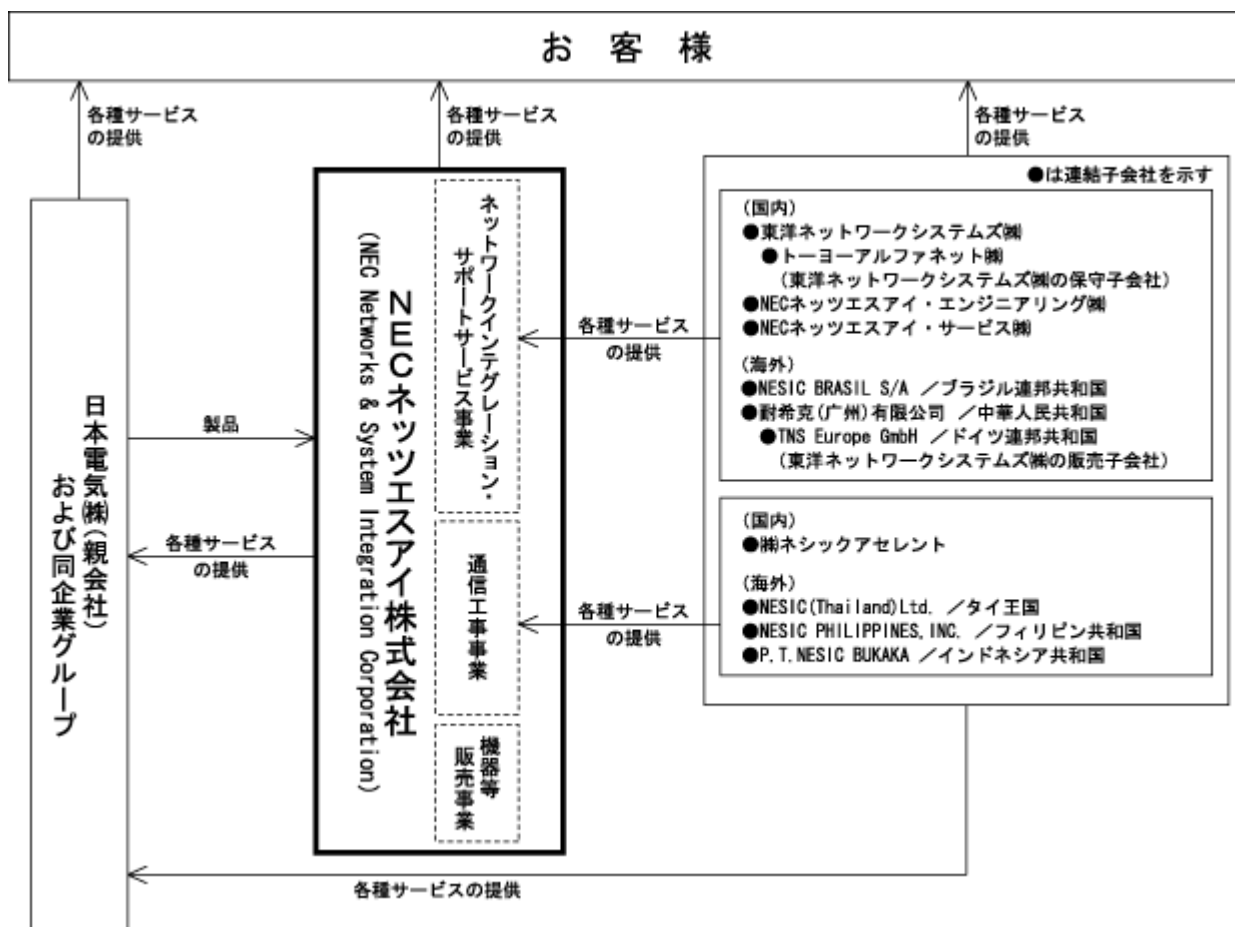 お客様
各種サービス
の提供
各種サービス
の提供
各種サービス
の提供
日本電気㈱(親会社)
および同企業グループ
製品
各種サービス
の提供
NECネッツエスアイ株式会社
(NEC Networks & System Integration Corporation)
ネットワークインテグレーション・
サポートサービス事業
通信工事事業
機器等
販売事業
各種サービス
の提供
各種サービス
の提供
●は連結子会社を示す
(国内)
●東洋ネットワークシステムズ㈱
●トーヨーアルファネット㈱
(東洋ネットワークシステムズ㈱の保守子会社)
●NECネッツエスアイ・エンジニアリング㈱
●NECネッツエスアイ・サービス㈱
(海外)
●NESIC BRASIL S/A /ブラジル連邦共和国
●耐希克(广州)有限公司 /中華人民共和国
●TNS Europe GmbH /ドイツ連邦共和国
(東洋ネットワークシステムズ㈱の販売子会社)
(国内)
●㈱ネシックアセレント
(海外)
●NESIC(Thailand)Ltd. /タイ王国
●NESIC PHILIPPINES,INC. /フィリピン共和国
●P.T.NESIC BUKAKA /インドネシア共和国
各種サービスの提供